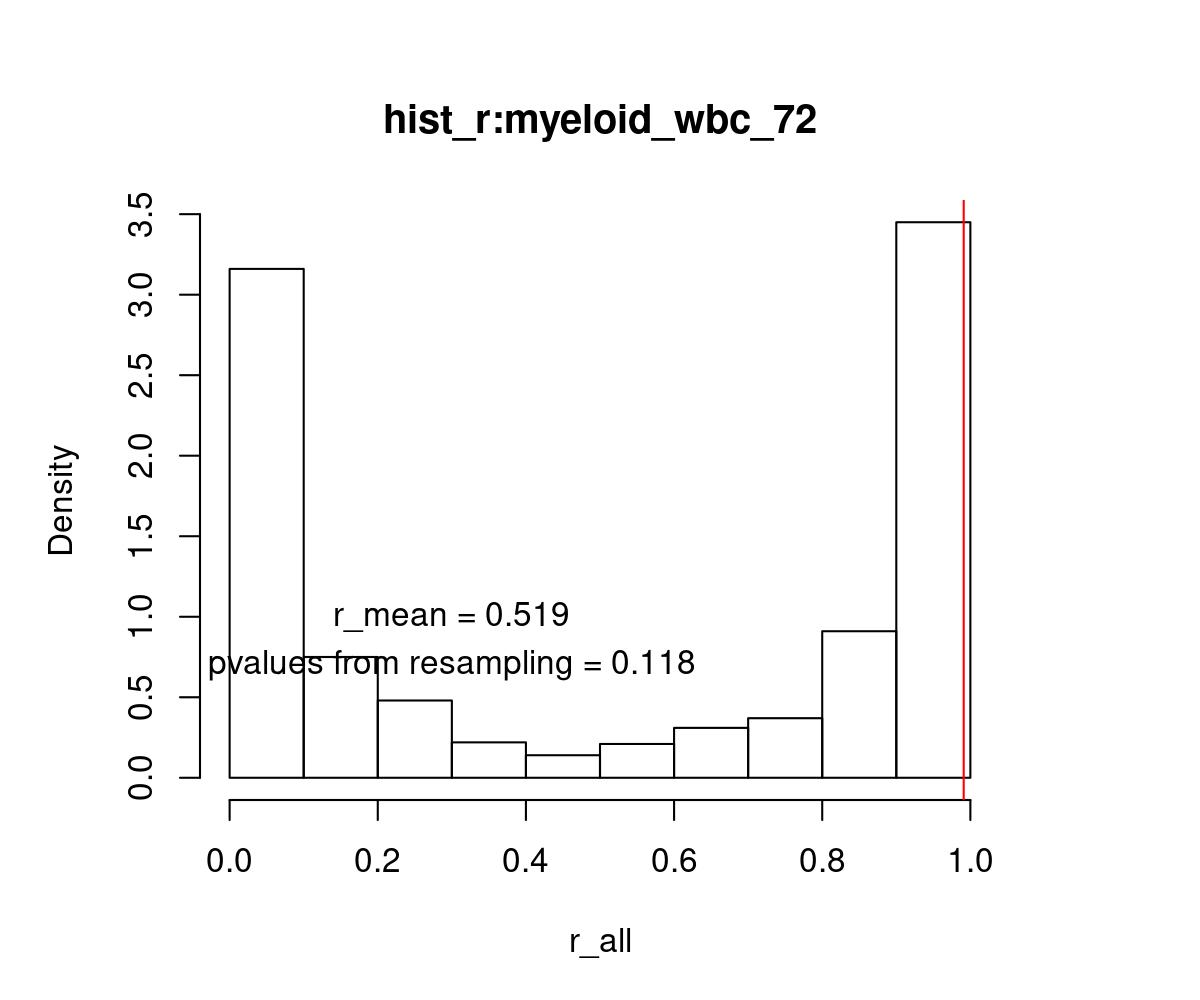 hist_r:myeloid_wbc_72
3.5
3.0
2.5
2.0
1.5
1.0
0.5
0.0
Density
r_mean = 0.519
pvalues from resampling = 0.118
0.0 0.2 0.4 0.6 0.8 1.0
r_all